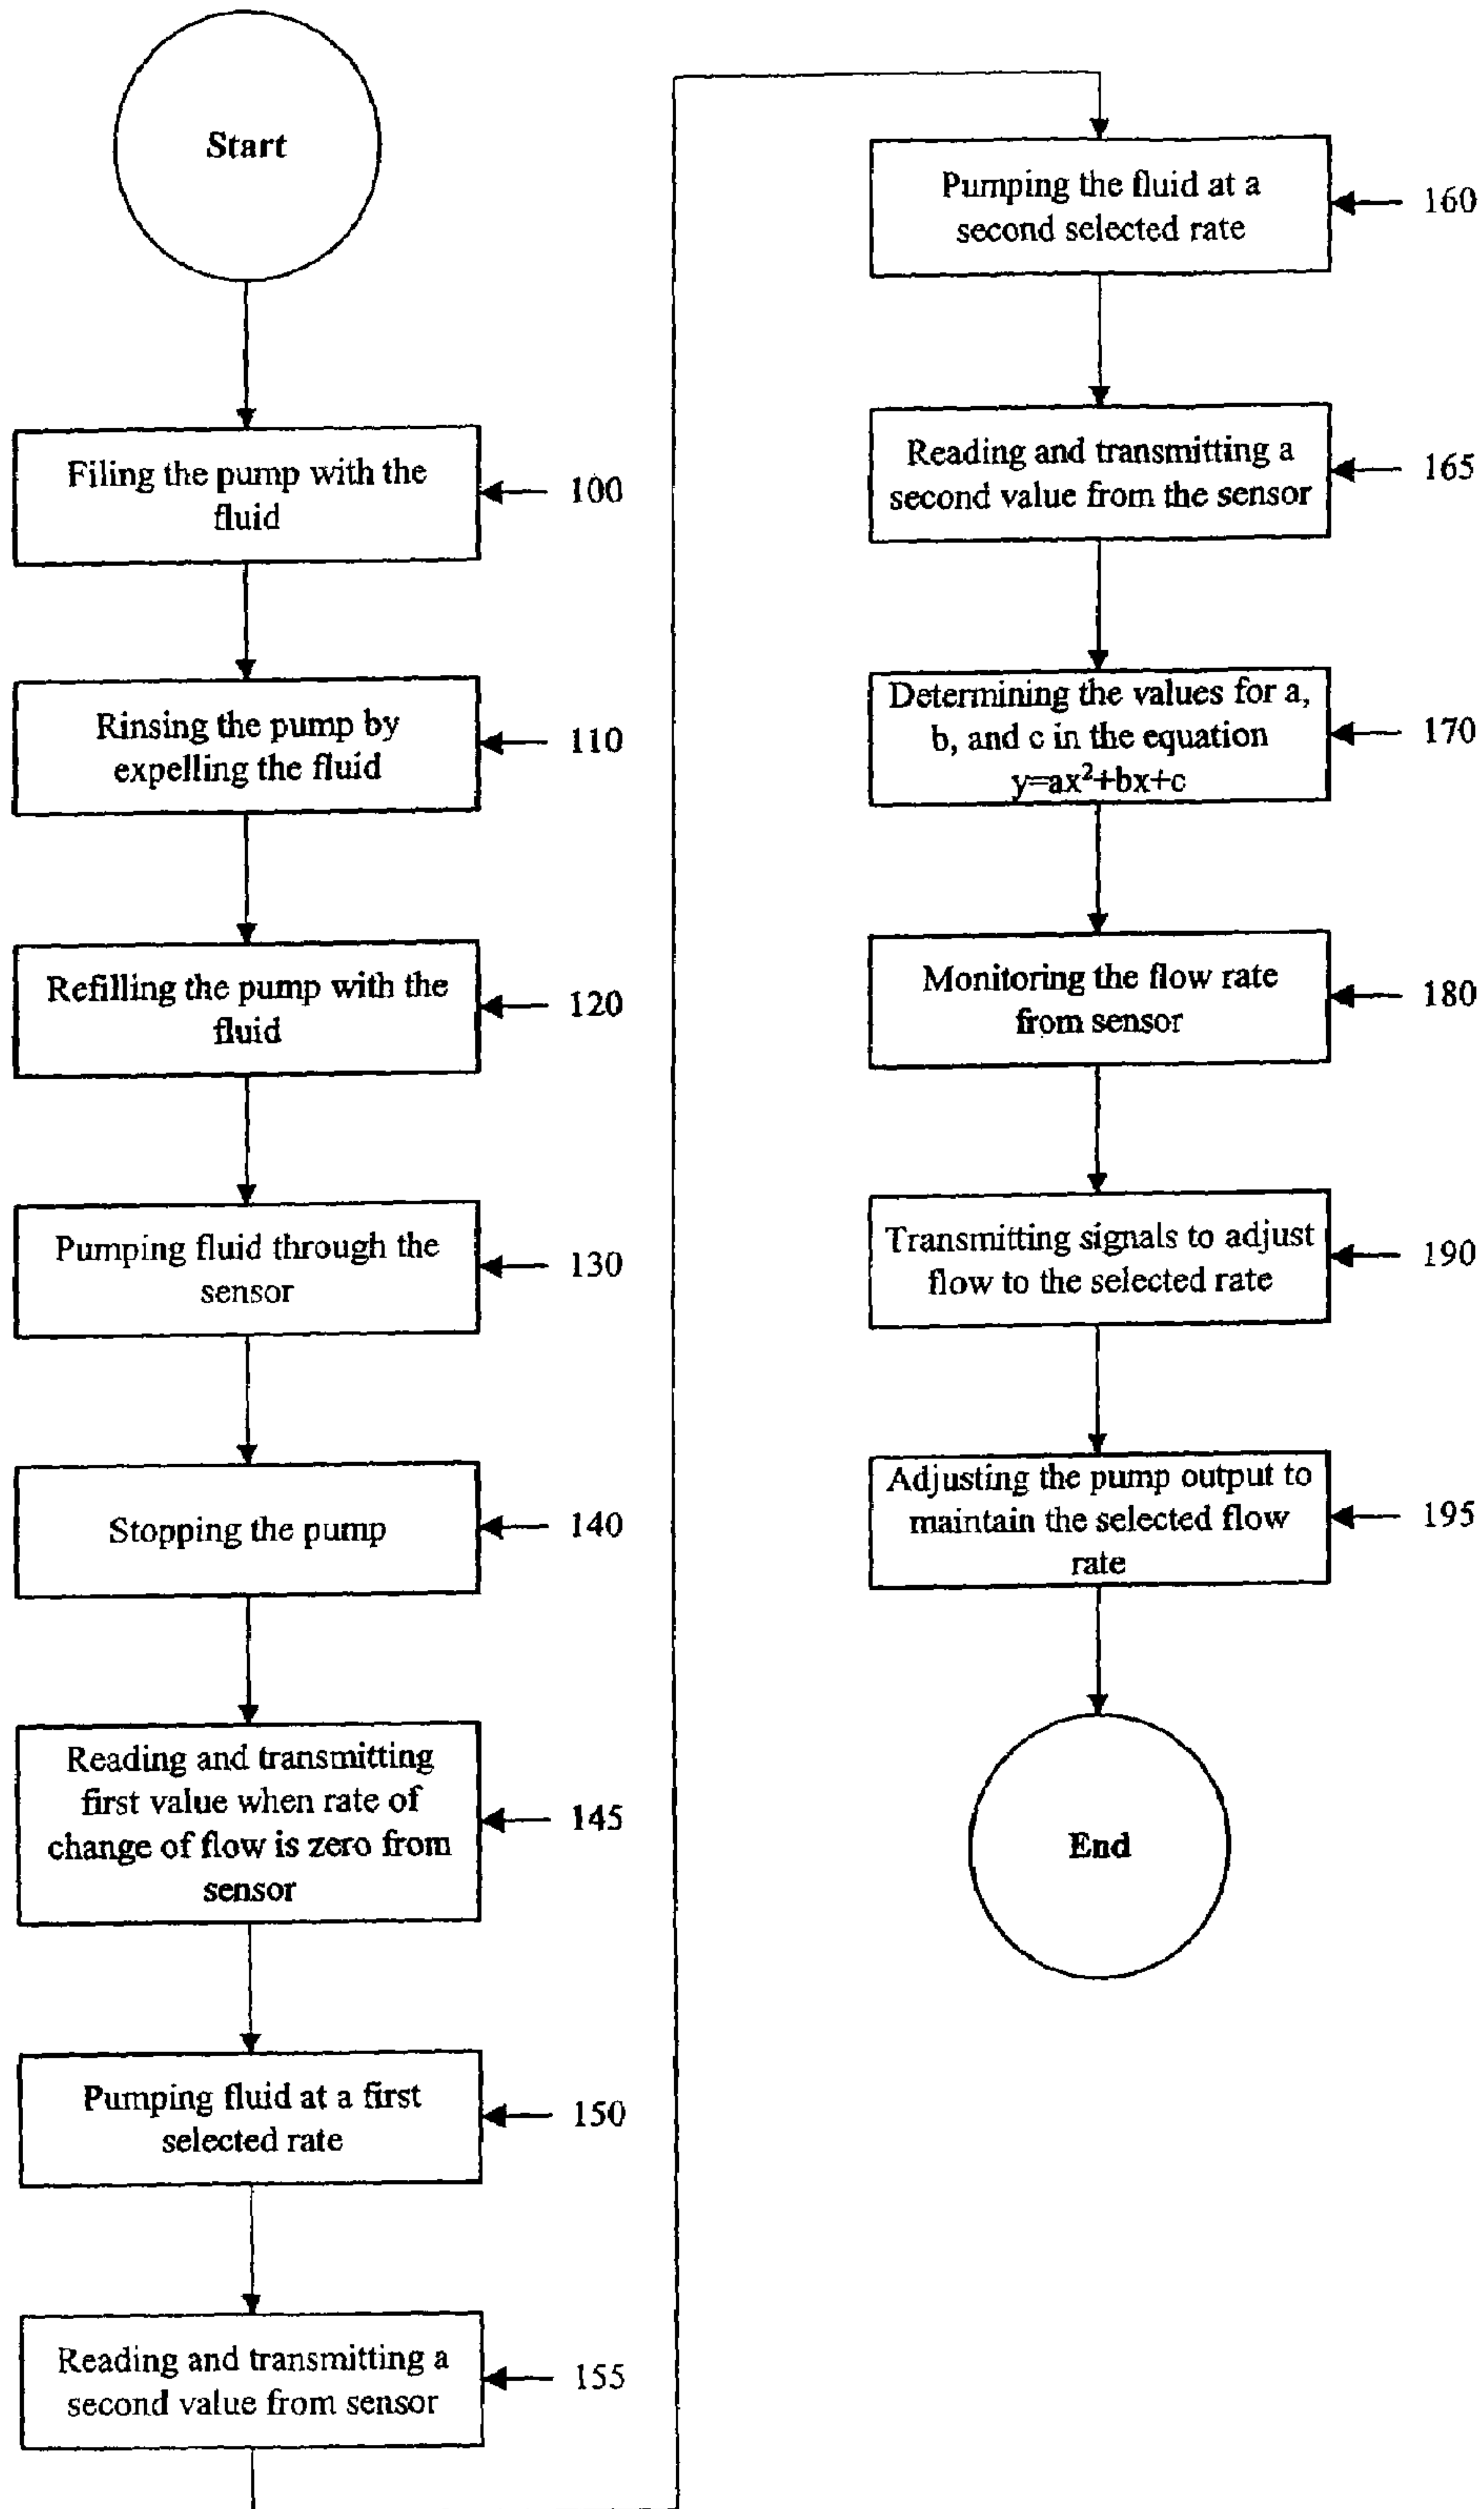 Start
Filing the pump with the
fluid
100
Rinsing the pump by
expelling the fluid
110
Refilling the pump with the
fluid
120
Pumping fluid through the
sensor
130
Stopping the pump
140
Reading and transmitting
first value when rate of
change of flow is zero from
sensor
145
Pumping fluid at a first
selected rate
150
Reading and transmitting a
second value from sensor
155
Pumping the fluid at a
second selected rate
160
Reading and transmitting a
second value from the sensor
165
Determining the values for a,
b, and c in the equation
y=ax²+bx+c
170
Monitoring the flow rate
from sensor
180
Transmitting signals to adjust
flow to the selected rate
190
Adjusting the pump output to
maintain the selected flow
rate
195
End